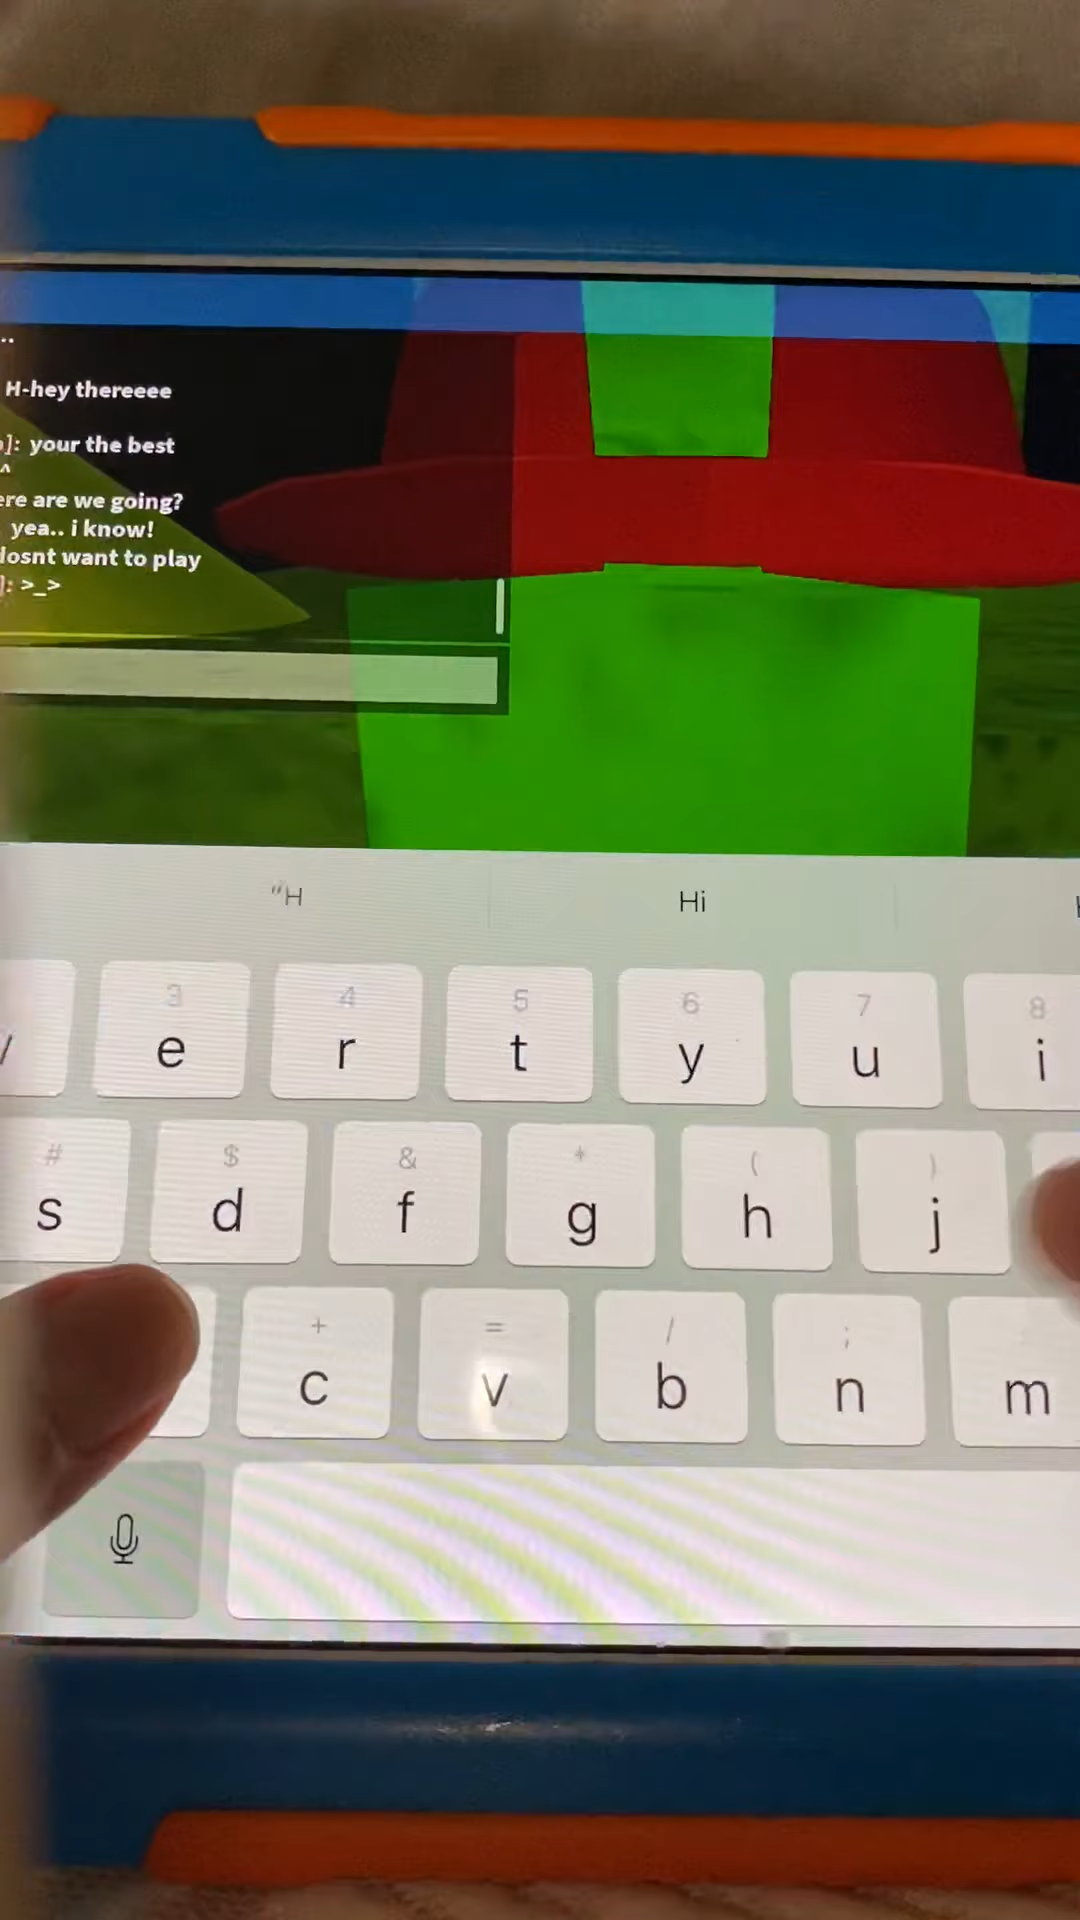 ..
H-hey thereeee
]: your the best
^
ere are we going?
yea.. i know!
dosnt want to play
]: >_>
"H Hi
3 4 5 6 7 8
e r t y u i
# $ & * ( )
s d f g h j
+ = / ;
c v b n m